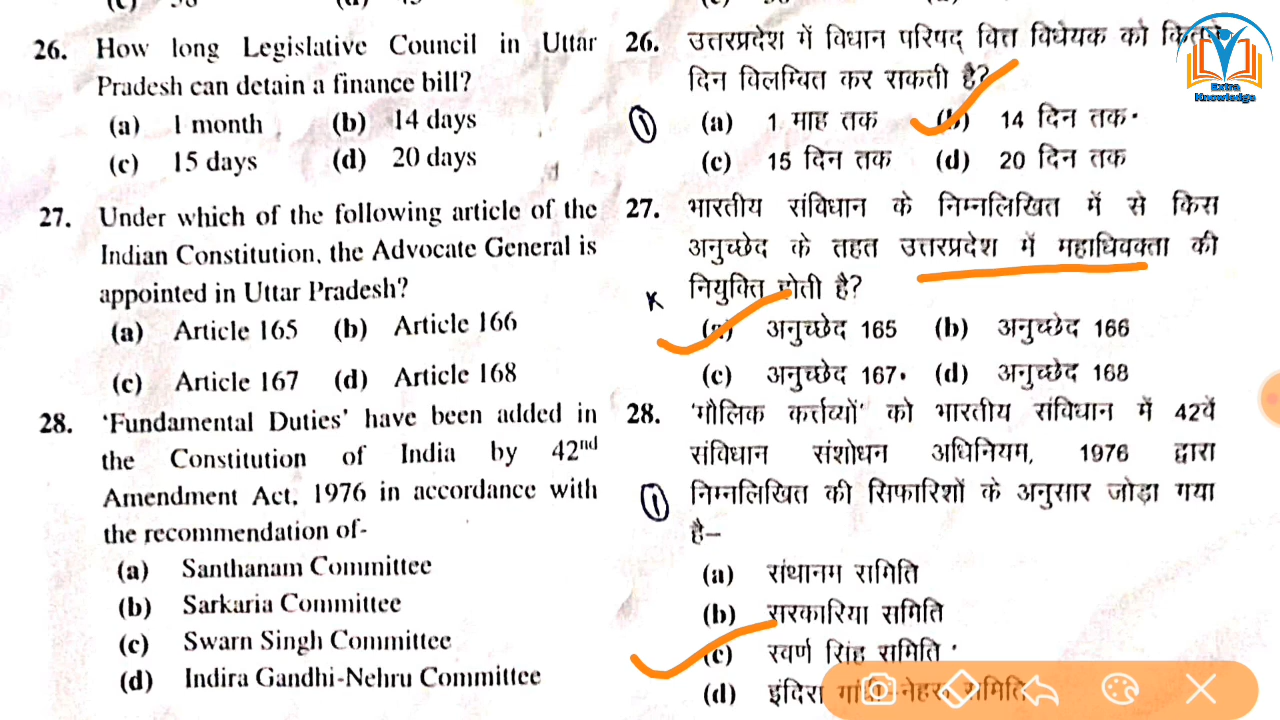 26. How long Legislative Council in Uttar
Pradesh can detain a finance bill?
(a) 1 month (b) 14 days
(c) 15 days (d) 20 days
27. Under which of the following article of the
Indian Constitution, the Advocate General is
appointed in Uttar Pradesh?
(a) Article 165 (b) Article 166
(c) Article 167 (d) Article 168
28. 'Fundamental Duties' have been added in
the Constitution of India by 42nd
Amendment Act, 1976 in accordance with
the recommendation of-
(a) Santhanam Committee
(b) Sarkaria Committee
(c) Swarn Singh Committee
(d) Indira Gandhi-Nehru Committee
26. उत्तरप्रदेश में विधान परिषद् वित्त विधेयक को कितने
दिन विलम्बित कर सकती है?
(a) 1 माह तक (b) 14 दिन तक
(c) 15 दिन तक (d) 20 दिन तक
27. भारतीय संविधान के निम्नलिखित में से किस
अनुच्छेद के तहत उत्तरप्रदेश में महाधिवक्ता की
नियुक्ति होती है?
(a) अनुच्छेद 165 (b) अनुच्छेद 166
(c) अनुच्छेद 167 (d) अनुच्छेद 168
28. 'मौलिक कर्त्तव्यों' को भारतीय संविधान में 42वें
संविधान संशोधन अधिनियम, 1976 द्वारा
निम्नलिखित की सिफारिशों के अनुसार जोड़ा गया
है–
(a) संथानम समिति
(b) सरकारिया समिति
(c) स्वर्ण सिंह समिति
(d) इंदिरा गांधी-नेहरू समिति
Extra
Knowledge